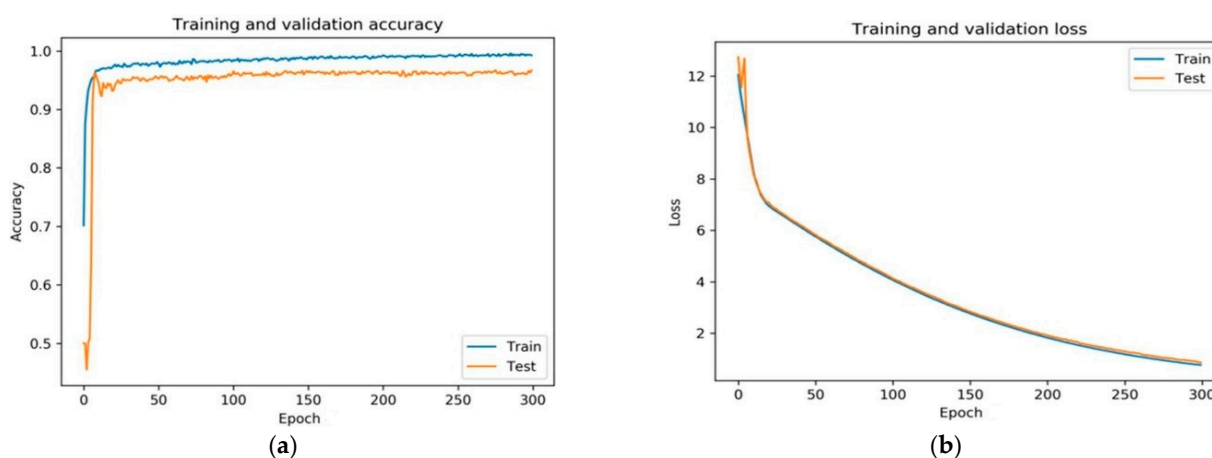 Training and validation accuracy
1.0
0.9
0.8
0.7
0.6
0.5
Accuracy
0
50
100
150
200
250
300
Epoch
Train
Test
(a)
Training and validation loss
12
10
8
6
4
2
Loss
0
50
100
150
200
250
300
Epoch
Train
Test
(b)